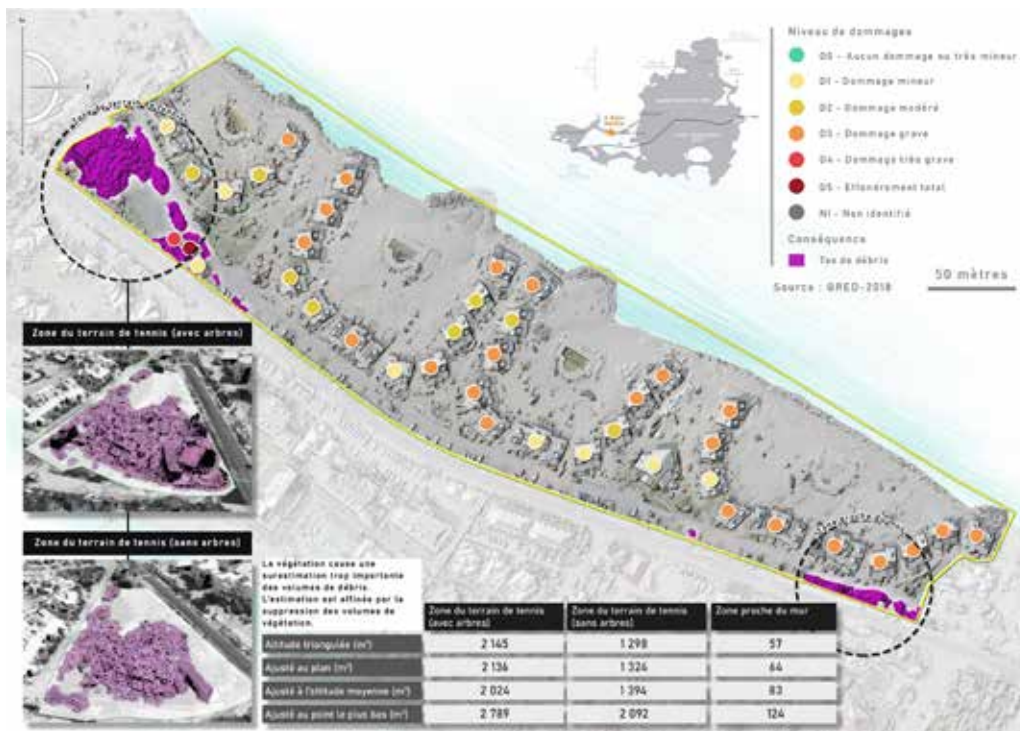 Niveau de dommages
D0 - Aucun dommage ou très mineur
D1 - Dommage mineur
D2 - Dommage modéré
D3 - Dommage grave
D4 - Dommage très grave
D5 - Effondrement total
NI - Non identifié
Conséquence
Tas de débris
Source : @RED-2018
50 mètres
Zone du terrain de tennis (avec arbres)
Zone du terrain de tennis (sans arbres)
La végétation cause une
surestimation trop importante
des volumes de débris.
L'estimation est affinée par la
suppression des volumes de
végétation.
Zone du terrain de tennis (avec arbres)
Zone du terrain de tennis (sans arbres)
Zone proche du mur
Altitude triangulée (m³) 2 145 1 298 57
Ajusté au plan (m³) 2 136 1 324 64
Ajusté à l'altitude moyenne (m³) 2 024 1 394 83
Ajusté au point le plus bas (m³) 2 789 2 092 124